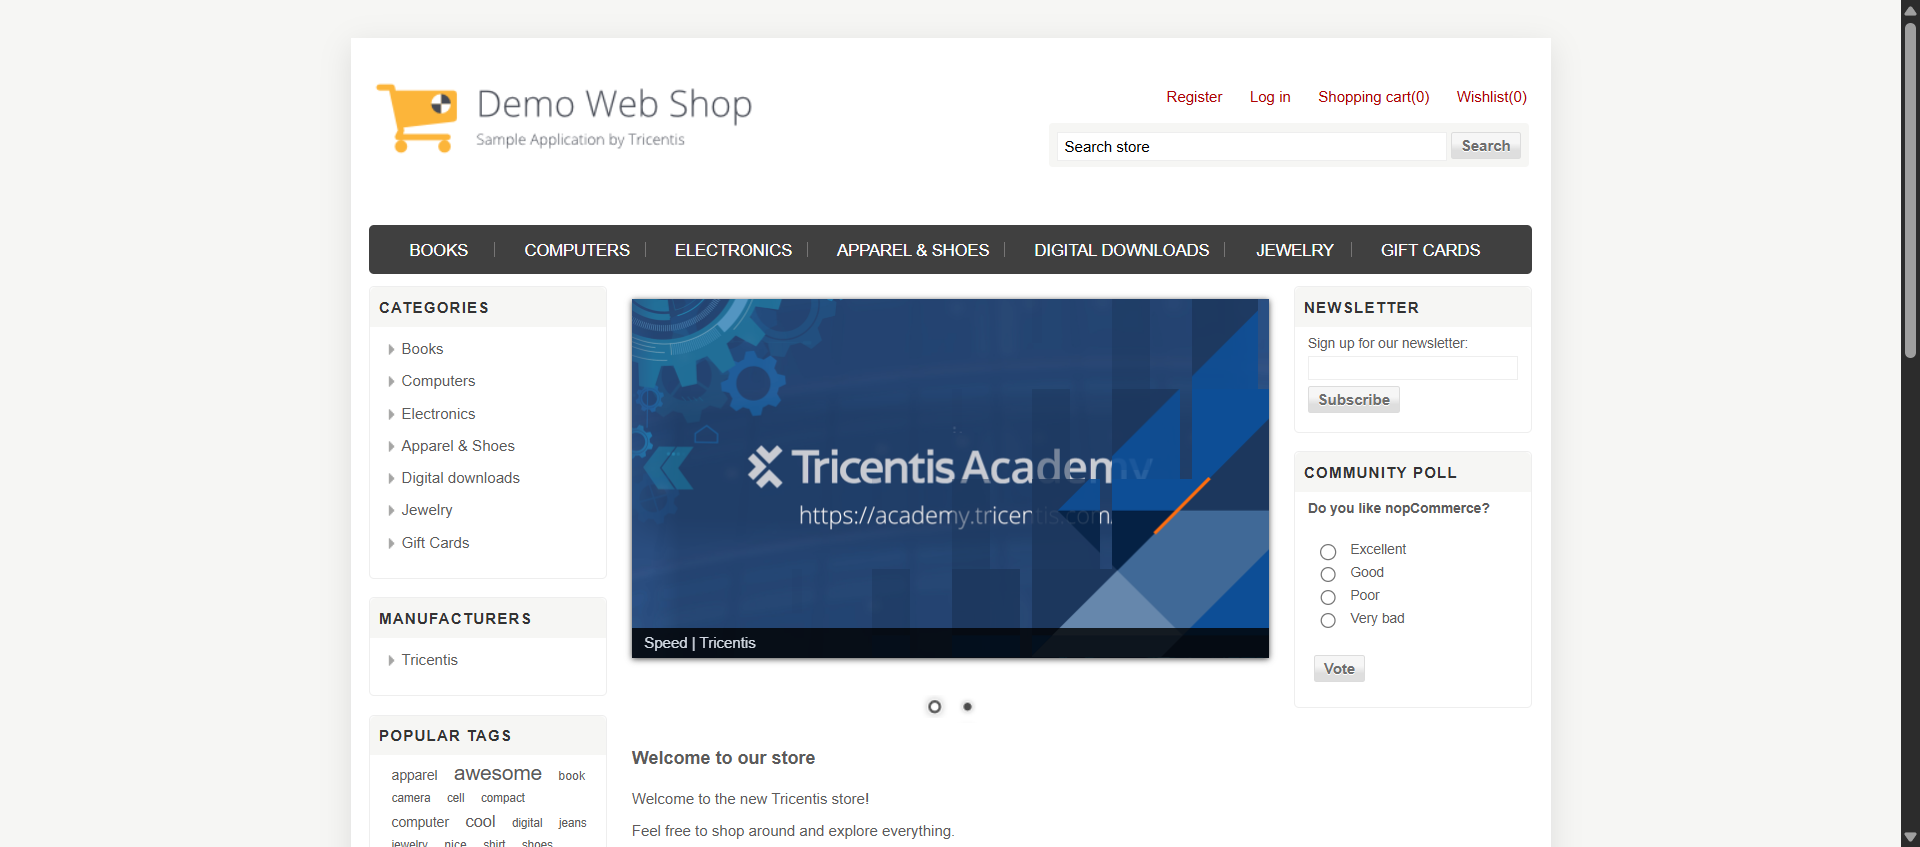 Demo Web Shop
Sample Application by Tricentis
Register Log in Shopping cart(0) Wishlist(0)
Search store Search
BOOKS COMPUTERS ELECTRONICS APPAREL & SHOES DIGITAL DOWNLOADS JEWELRY GIFT CARDS
CATEGORIES
Books
Computers
Electronics
Apparel & Shoes
Digital downloads
Jewelry
Gift Cards
MANUFACTURERS
Tricentis
POPULAR TAGS
apparel awesome book
camera cell compact
computer cool digital jeans
jewelry nice shirt shoes
Tricentis Academy
https://academy.tricentis.com
Speed | Tricentis
Welcome to our store
Welcome to the new Tricentis store!
Feel free to shop around and explore everything.
NEWSLETTER
Sign up for our newsletter:
Subscribe
COMMUNITY POLL
Do you like nopCommerce?
Excellent
Good
Poor
Very bad
Vote